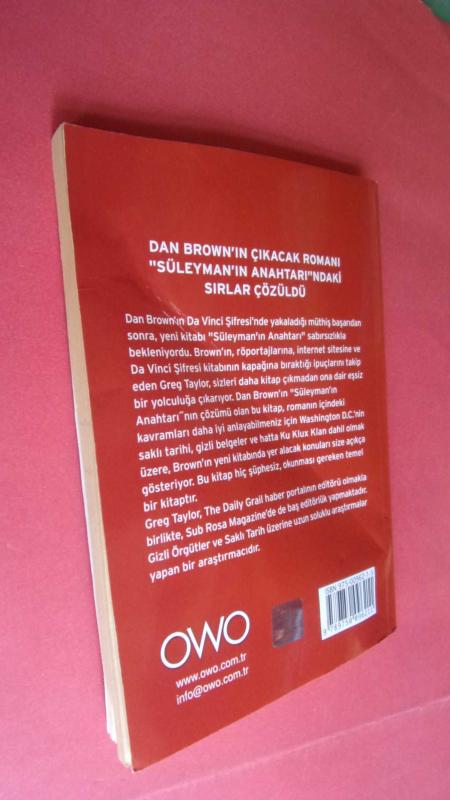 DAN BROWN'IN ÇIKACAK ROMANI
"SÜLEYMAN'IN ANAHTARI"NDAKİ
SIRLAR ÇÖZÜLDÜ
Dan Brown'ın Da Vinci Şifresi'nde yakaladığı müthiş başarıdan
sonra, yeni kitabı "Süleyman'ın Anahtarı" sabırsızlıkla
bekleniyordu. Brown'ın, röportajlarına, internet sitesine ve
Da Vinci Şifresi kitabının kapağına bıraktığı ipuçlarını takip
eden Greg Taylor, sizleri daha kitap çıkmadan ona dair eşsiz
bir yolculuğa çıkarıyor. Dan Brown'ın "Süleyman'ın
Anahtarı"nın çözümü olan bu kitap, romanın içindeki
kavramları daha iyi anlayabilmeniz için Washington D.C.'nin
saklı tarihi, gizli belgeler ve hatta Ku Klux Klan dahil olmak
üzere, Brown'ın yeni kitabında yer alacak konuları size açıkça
gösteriyor. Bu kitap hiç şüphesiz, okunması gereken temel
bir kitaptır.
Greg Taylor, The Daily Grail haber portalının editörü olmakla
birlikte, Sub Rosa Magazine'de de baş editörlük yapmaktadır.
Gizli Örgütler ve Saklı Tarih üzerine uzun soluklu araştırmalar
yapan bir araştırmacıdır.
OWO
www.owo.com.tr
info@owo.com.tr